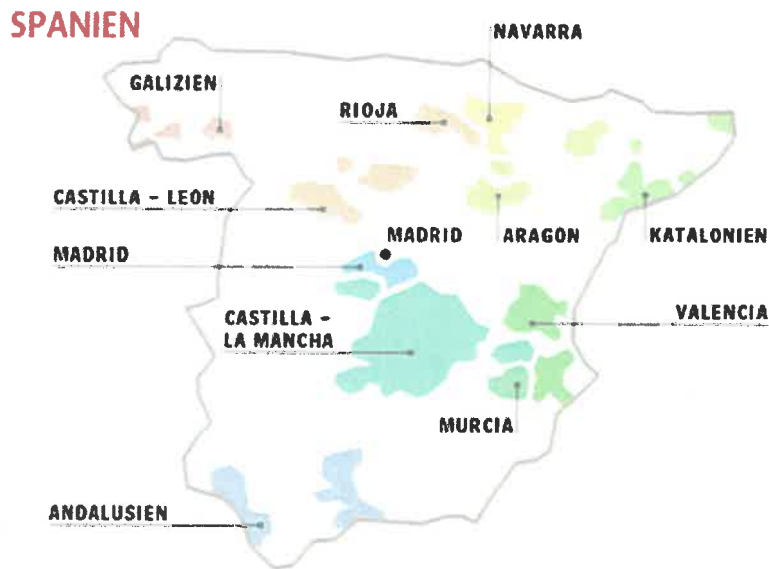 SPANIEN
NAVARRA
GALIZIEN
RIOJA
CASTILLA - LEON
MADRID
ARAGON
KATALONIEN
MADRID
CASTILLA -
LA MANCHA
VALENCIA
MURCIA
ANDALUSIEN